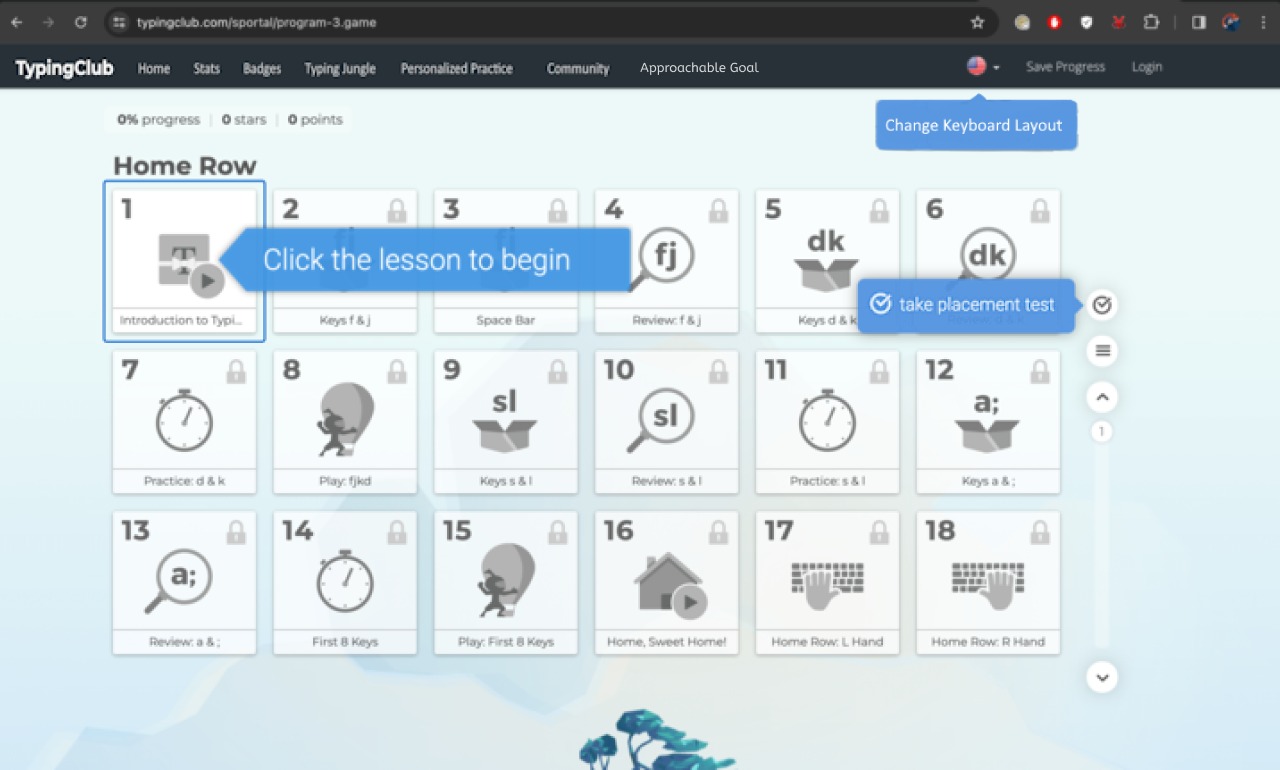 typingclub.com/sportal/program-3.game
TypingClub Home Stats Badges Typing Jungle Personalized Practice Community Approachable Goal Save Progress Login
0% progress | 0 stars | 0 points
Change Keyboard Layout
Home Row
1 2 3 4 5 6
T fj dk dk
Click the lesson to begin
take placement test
Introduction to Typi... Keys f & j Space Bar Review: f & j Keys d & k
7 8 9 10 11 12
sl sl a;
1
Practice: d & k Play: fjkd Keys s & l Review: s & l Practice: s & l Keys a & ;
13 14 15 16 17 18
a;
Review: a & ; First 8 Keys Play: First 8 Keys Home, Sweet Home! Home Row: L Hand Home Row: R Hand